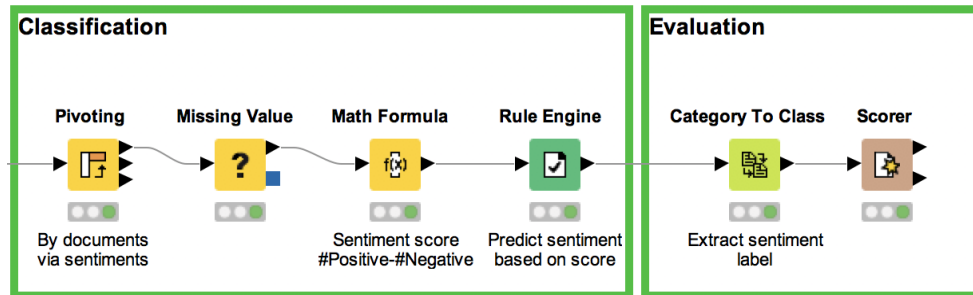 Classification
Evaluation
Pivoting
Missing Value
Math Formula
Rule Engine
Category To Class
Scorer
?
f(x)
By documents
via sentiments
Sentiment score
#Positive-#Negative
Predict sentiment
based on score
Extract sentiment
label